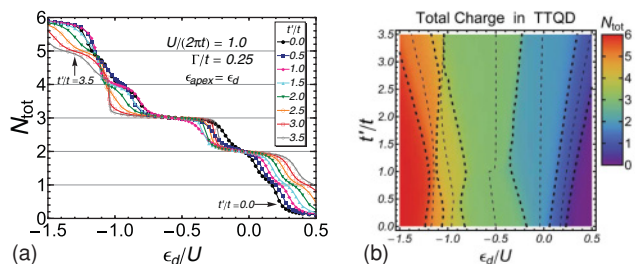 (a)
N_tot
6
5
4
3
2
1
0
U/(2πt) = 1.0
Γ/t = 0.25
ϵ_apex = ϵ_d
t'/t
0.0
0.5
1.0
1.5
2.0
2.5
3.0
3.5
t'/t =3.5
t'/t=0.0
−1.5 −1.0 −0.5 0.0 0.5
ϵ_d/U
(b)
Total Charge in TTQD
N_tot
t'/t
3.5
3.0
2.5
2.0
1.5
1.0
0.5
0.0
−1.5 −1.0 −0.5 0.0 0.5
ϵ_d/U
6
5
4
3
2
1
0